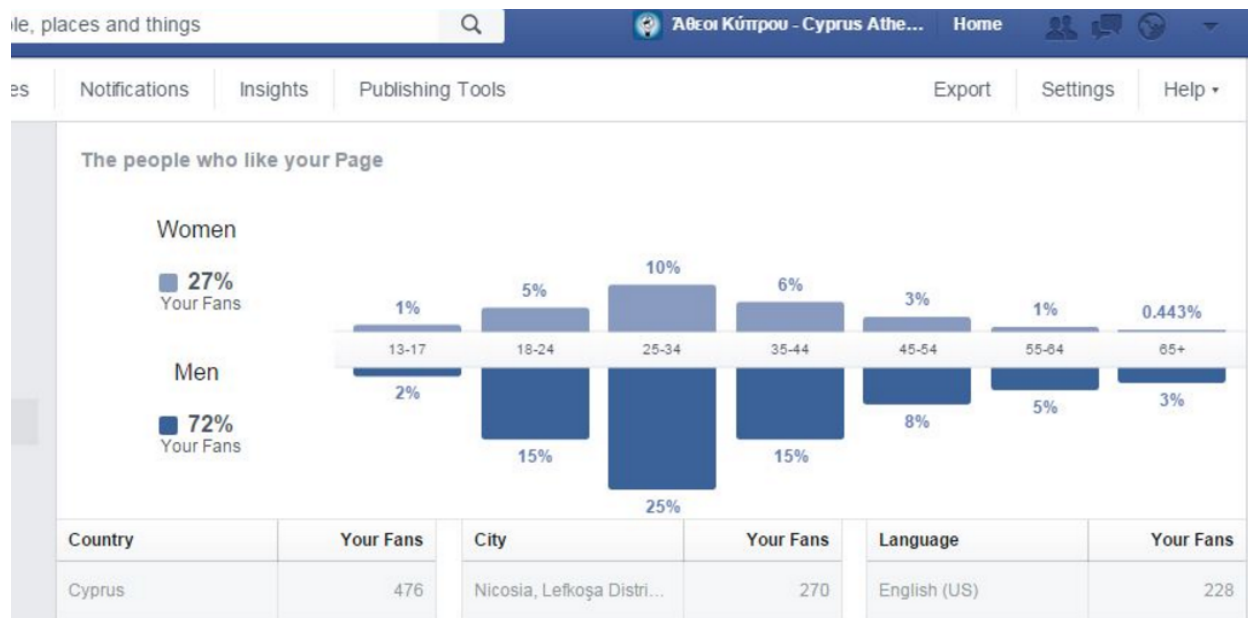 places and things
Άθεοι Κύπρου - Cyprus Athe... Home
Notifications Insights Publishing Tools Export Settings Help
The people who like your Page
Women
27%
Your Fans
1% 5% 10% 6% 3% 1% 0.443%
13-17 18-24 25-34 35-44 45-54 55-64 65+
Men
72%
Your Fans
2% 15% 25% 15% 8% 5% 3%
Country Your Fans City Your Fans Language Your Fans
Cyprus 476 Nicosia, Lefkoşa Distri... 270 English (US) 228